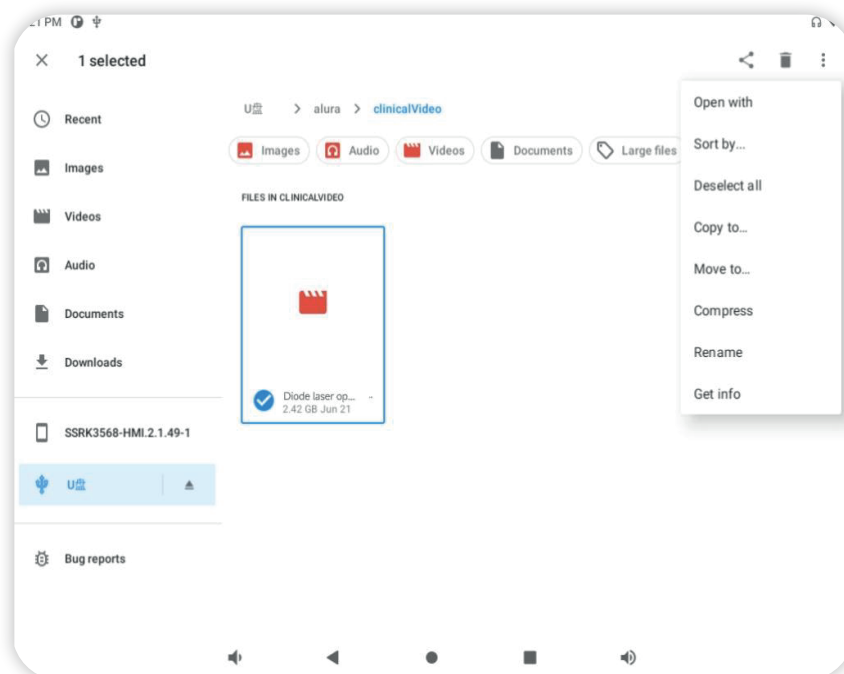 21 PM
1 selected
Recent
Images
Videos
Audio
Documents
Downloads
SSRK3568-HMI.2.1.49-1
U盘
Bug reports
U盘 > alura > clinicalVideo
Images Audio Videos Documents Large files
FILES IN CLINICALVIDEO
Diode laser op...
2.42 GB Jun 21
Open with
Sort by...
Deselect all
Copy to...
Move to...
Compress
Rename
Get info